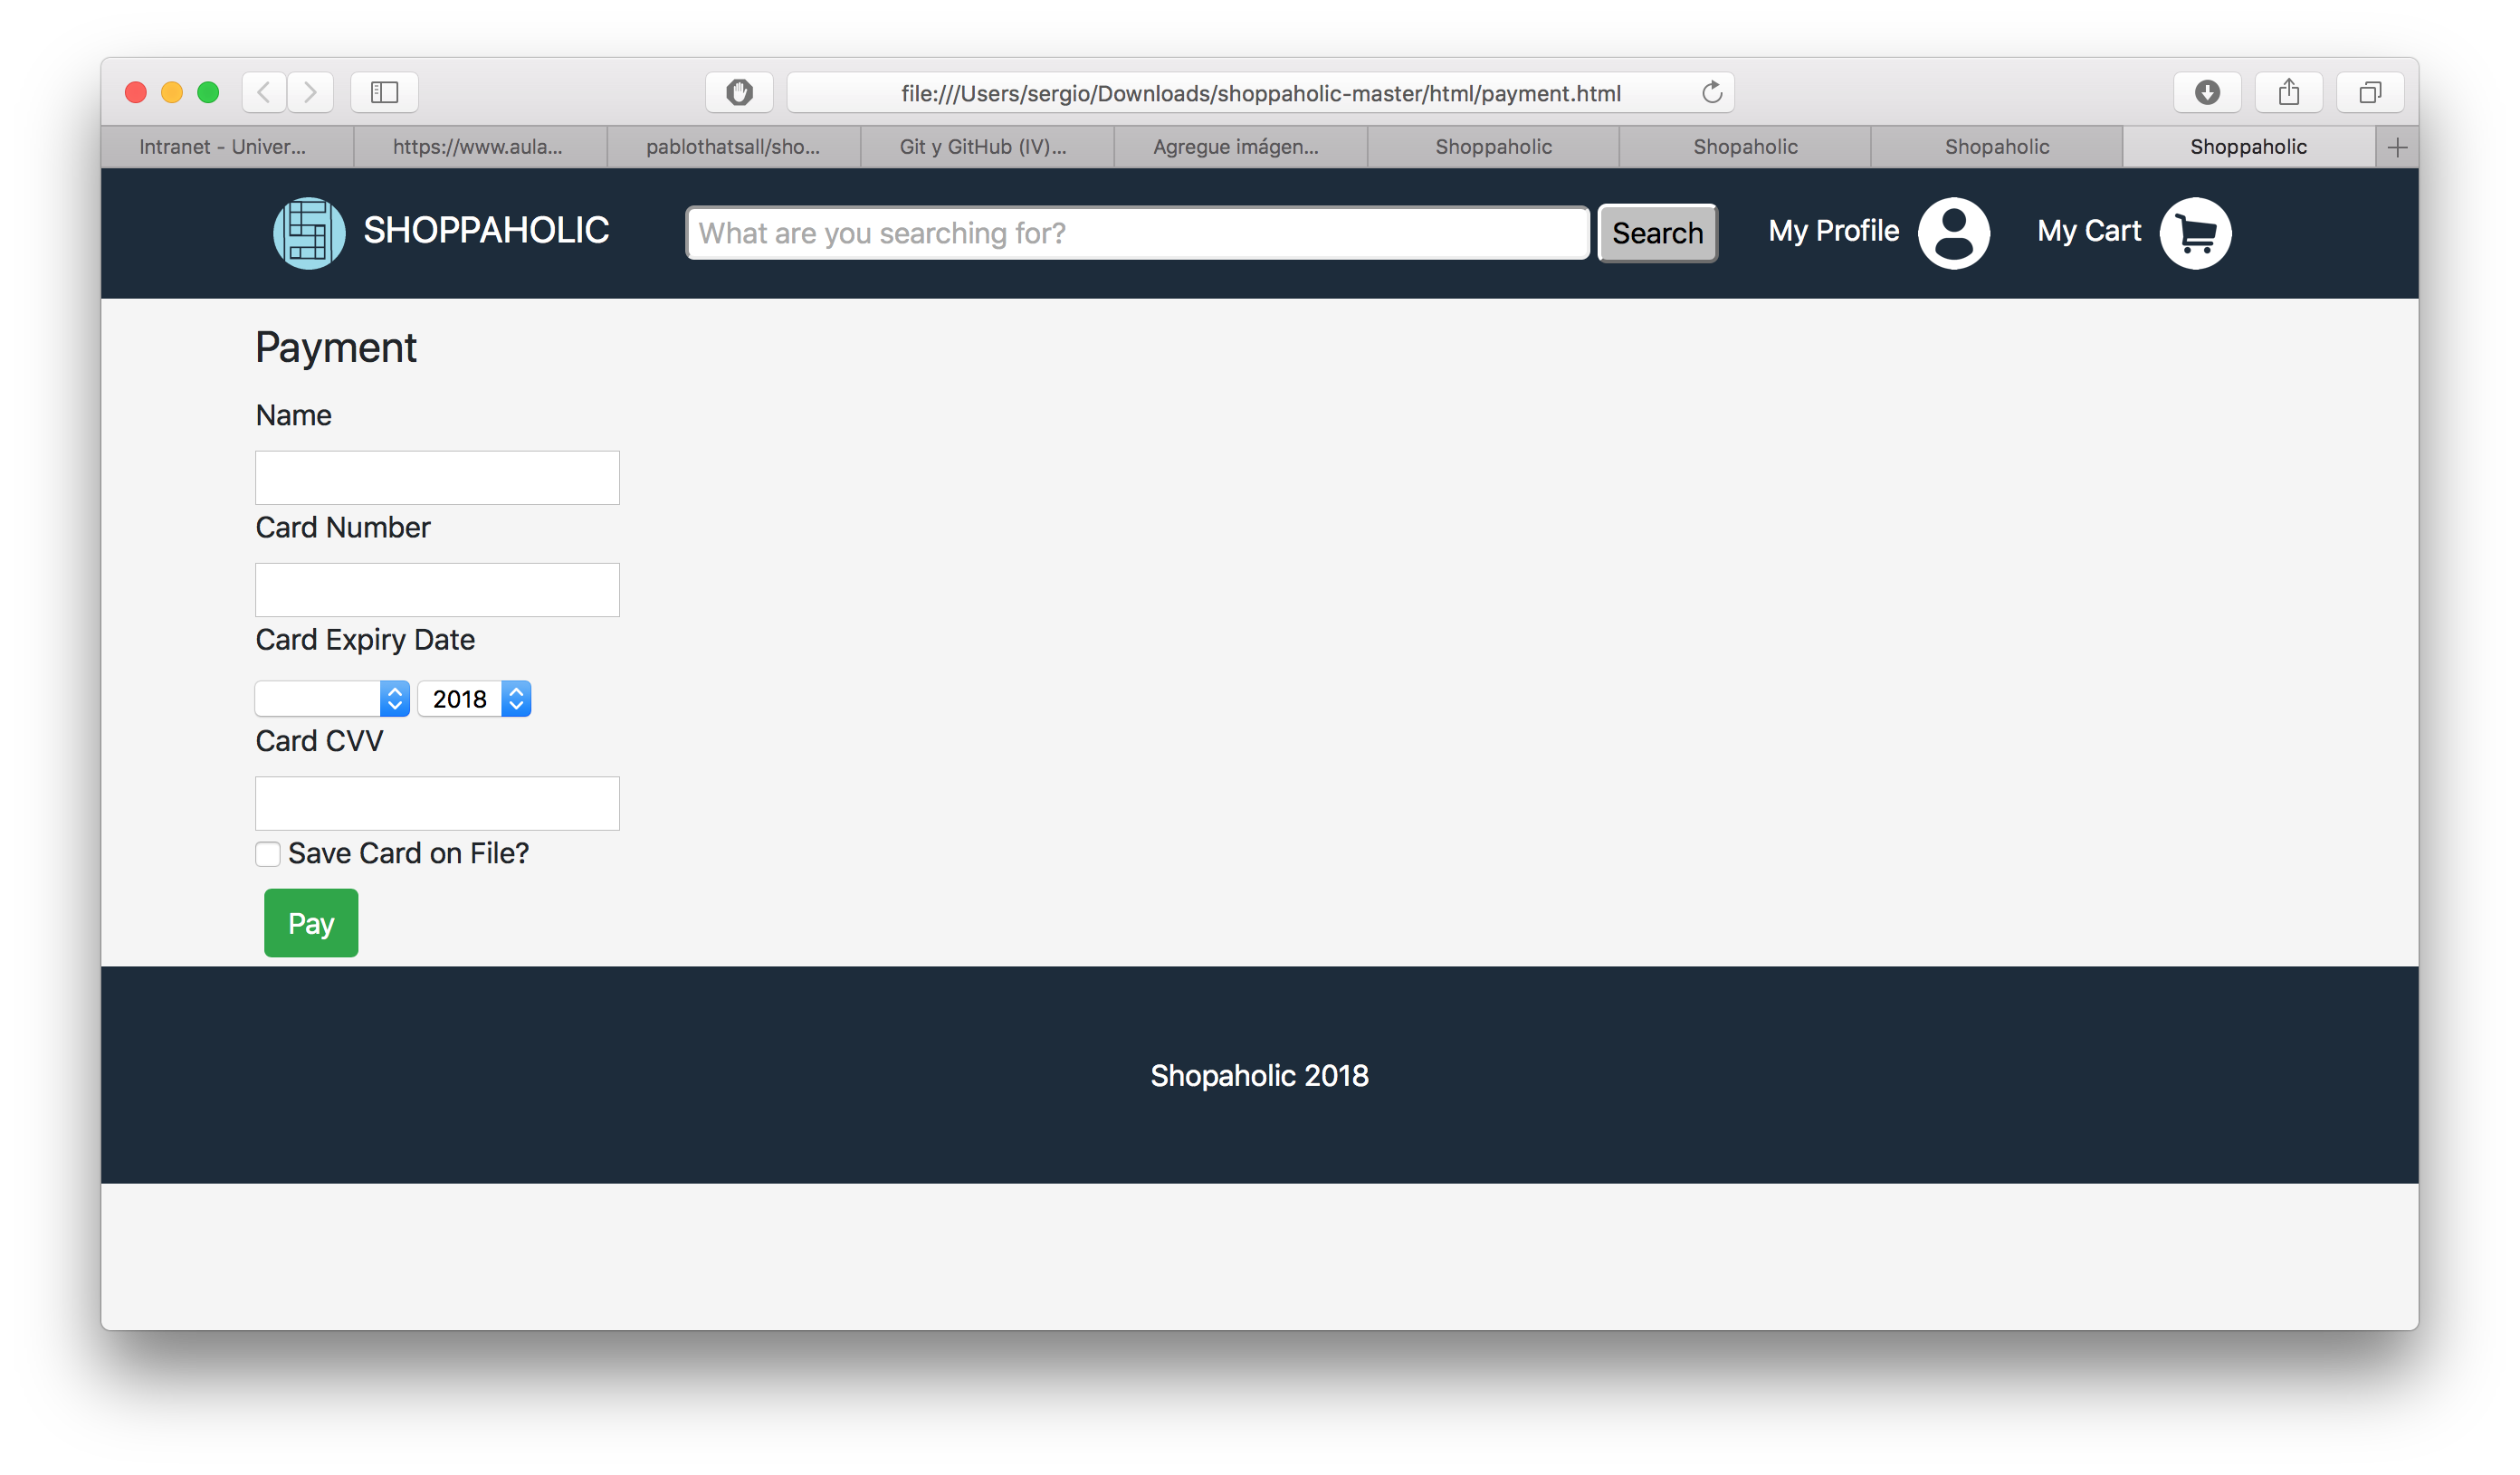 file:///Users/sergio/Downloads/shoppaholic-master/html/payment.html
Intranet - Univer... https://www.aula... pablothatsall/sho... Git y GitHub (IV)... Agregue imágen... Shoppaholic Shopaholic Shopaholic Shoppaholic
SHOPPAHOLIC What are you searching for? Search My Profile My Cart
Payment
Name
Card Number
Card Expiry Date
2018
Card CVV
Save Card on File?
Pay
Shopaholic 2018